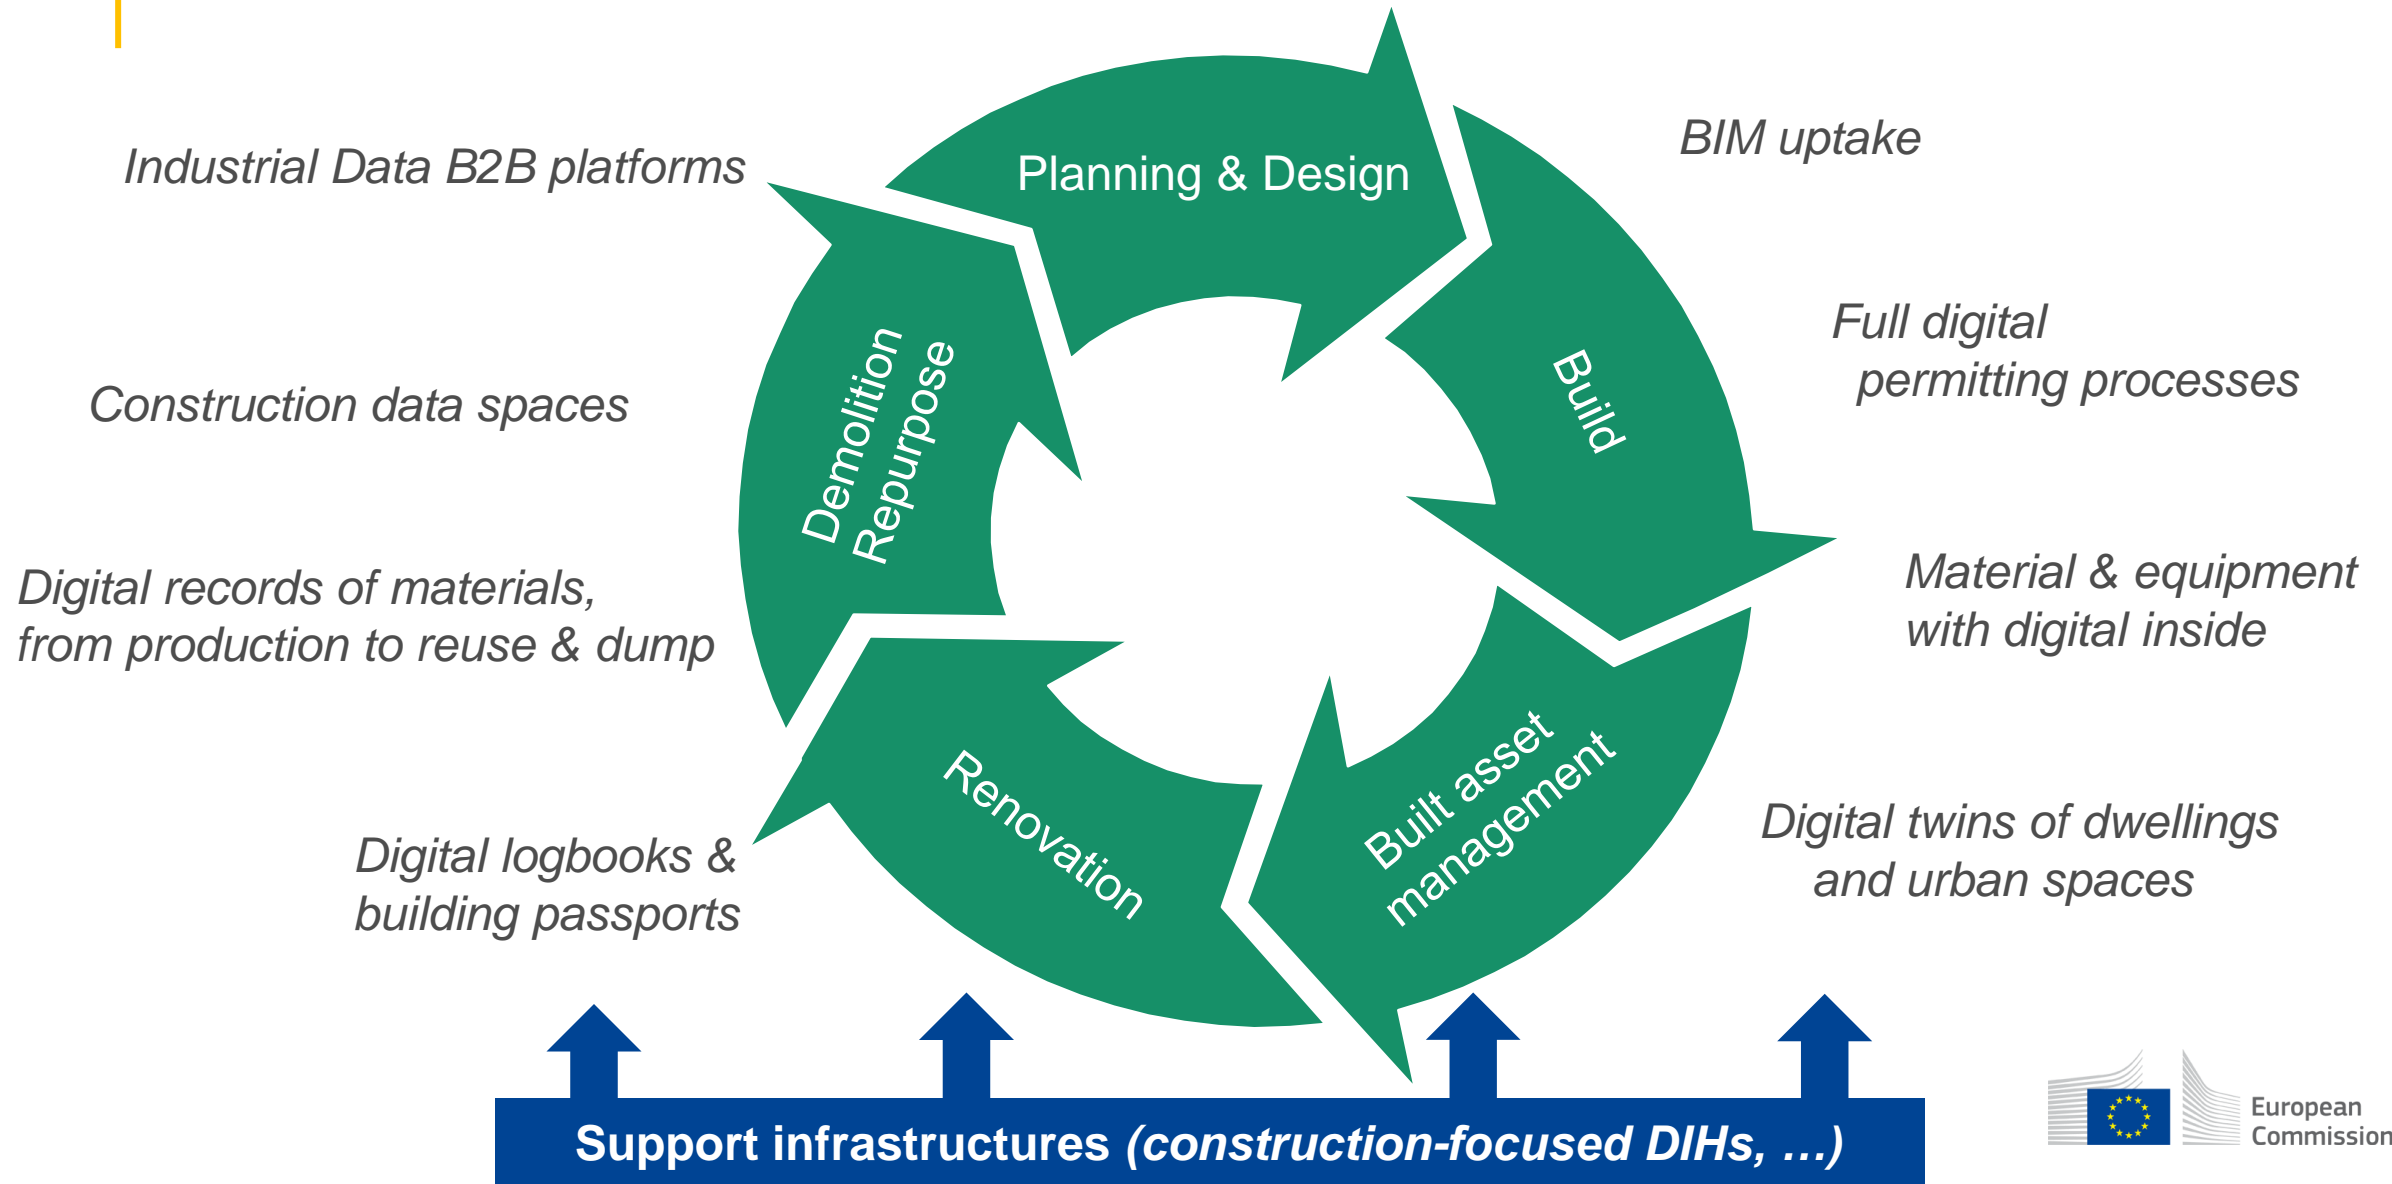 Planning & Design
Build
Built asset
management
Renovation
Demolition
Repurpose
BIM uptake
Full digital
permitting processes
Material & equipment
with digital inside
Digital twins of dwellings
and urban spaces
Industrial Data B2B platforms
Construction data spaces
Digital records of materials,
from production to reuse & dump
Digital logbooks &
building passports
Support infrastructures (construction-focused DIHs, …)
European
Commission